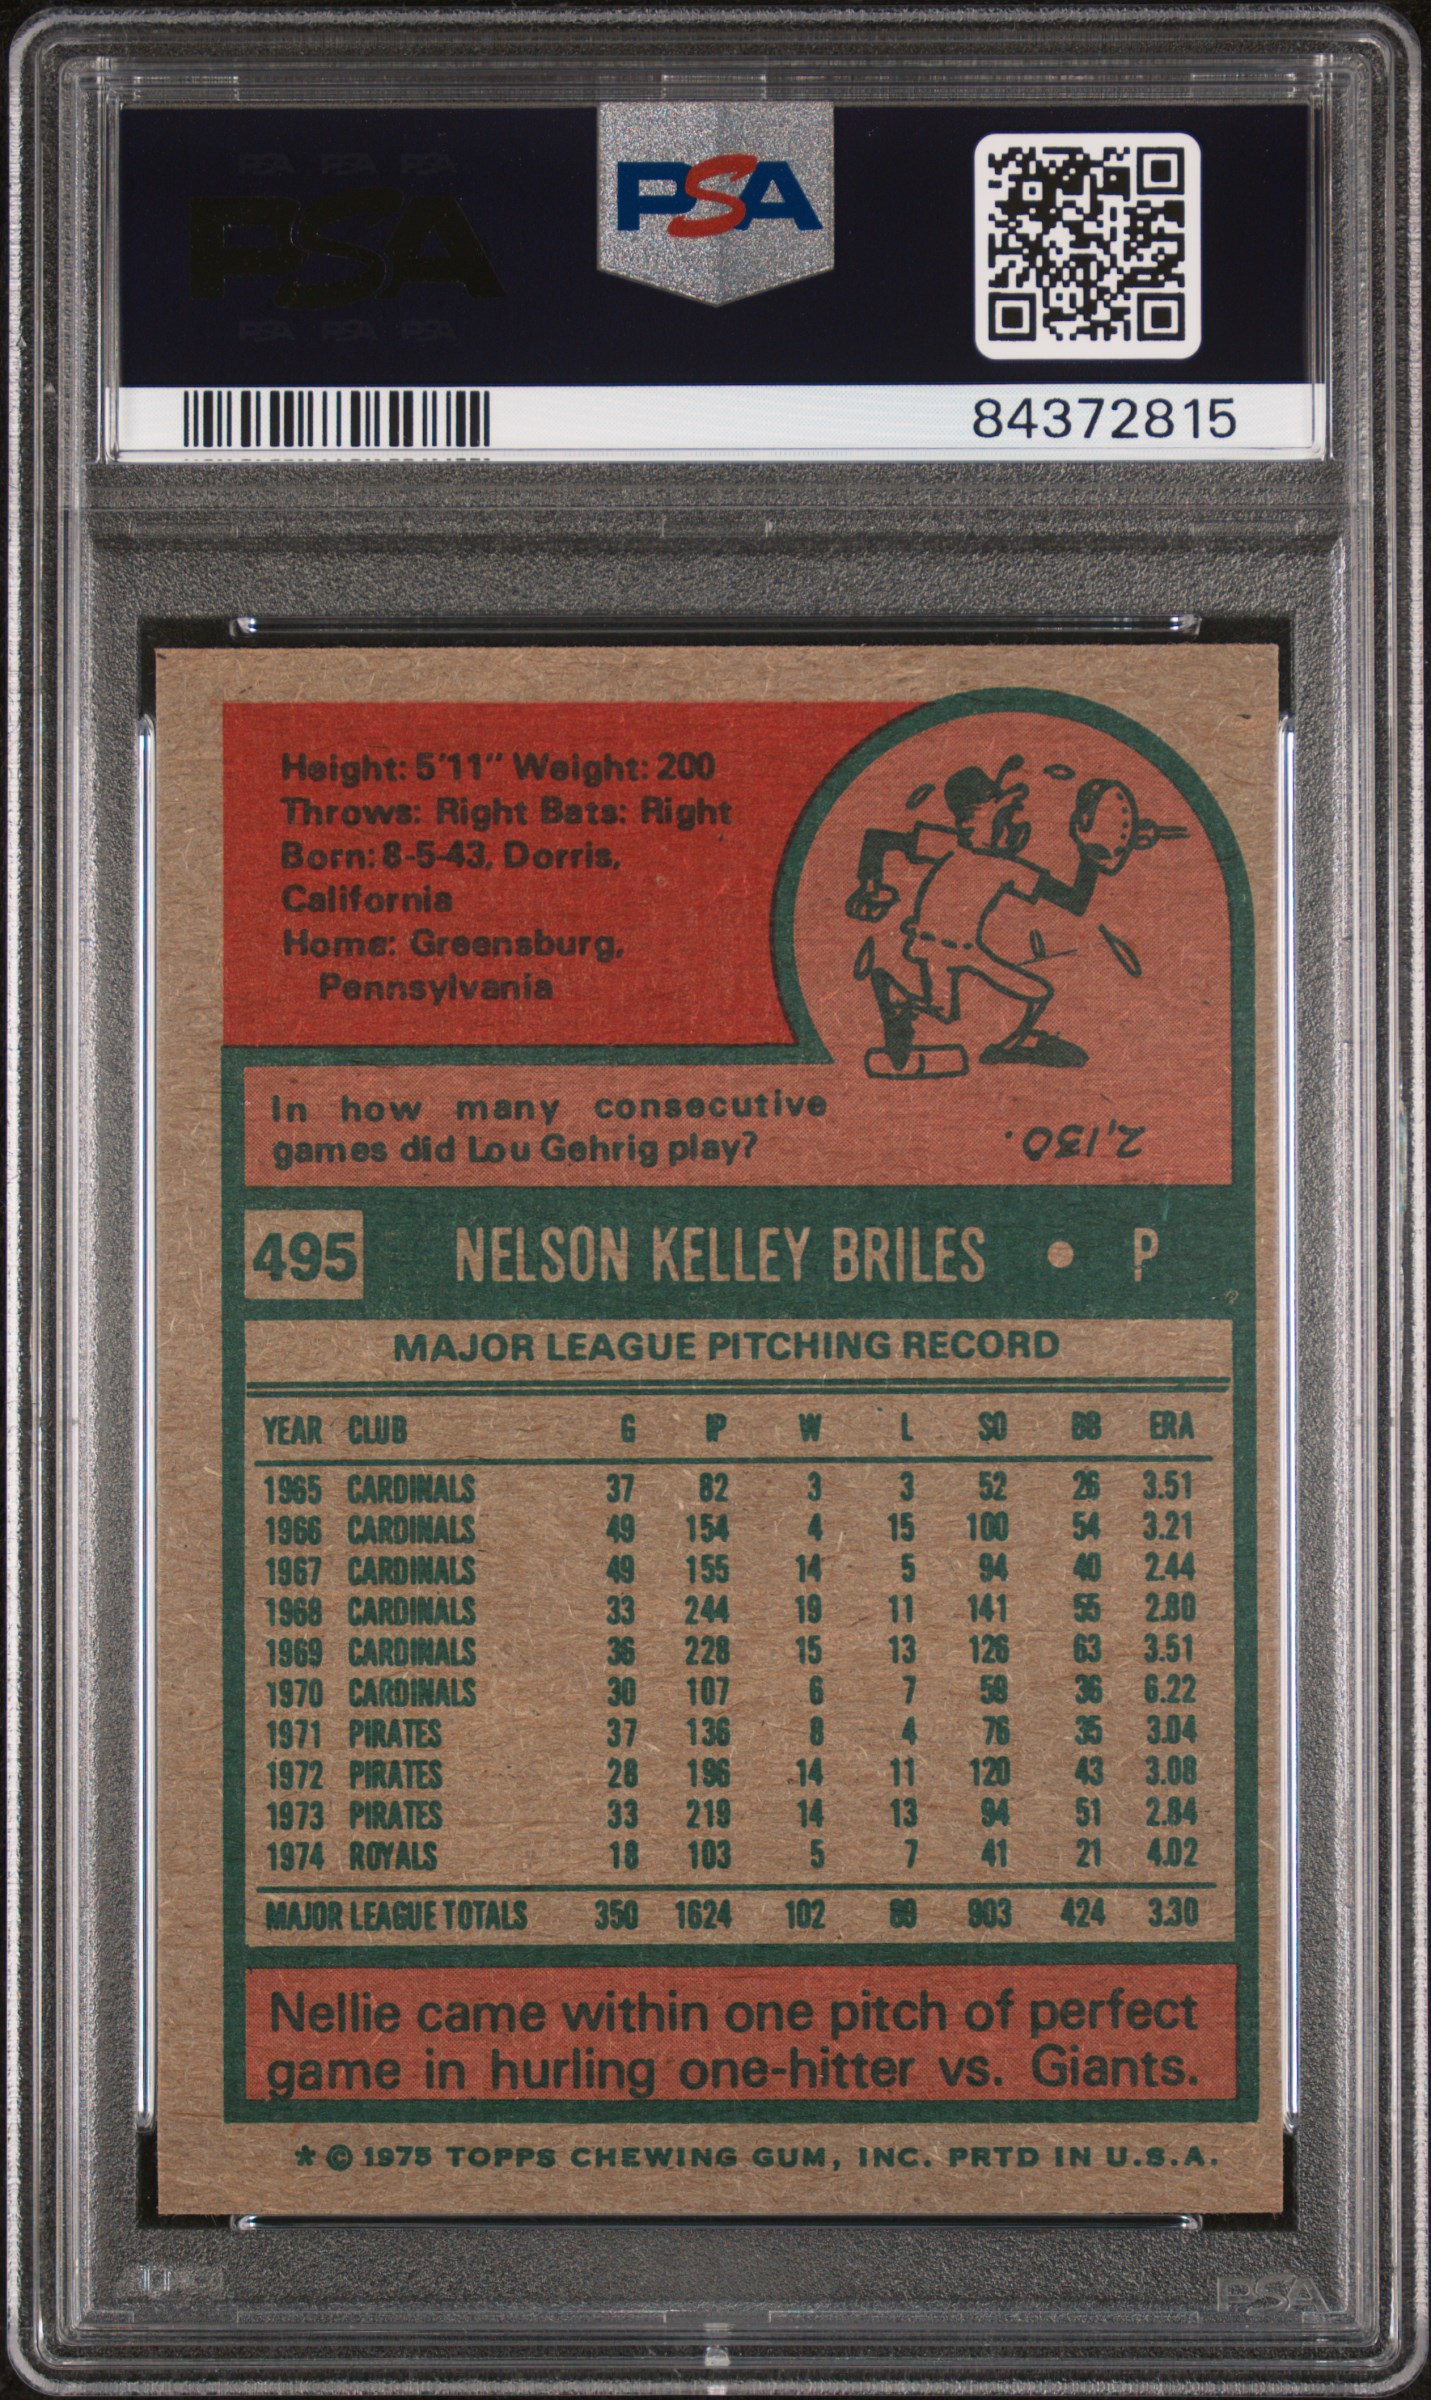 PSA PSA PSA
PSA
PSA PSA PSA
PSA
84372815
Height: 5'11" Weight: 200
Throws: Right Bats: Right
Born: 8-5-43, Dorris,
California
Home: Greensburg,
Pennsylvania
In how many consecutive
games did Lou Gehrig play?
2,130.
495 NELSON KELLEY BRILES • P
MAJOR LEAGUE PITCHING RECORD
YEAR CLUB G IP W L SO BB ERA
1965 CARDINALS 37 82 3 3 52 26 3.51
1966 CARDINALS 49 154 4 15 100 54 3.21
1967 CARDINALS 49 155 14 5 94 40 2.44
1968 CARDINALS 33 244 19 11 141 55 2.80
1969 CARDINALS 36 228 15 13 126 63 3.51
1970 CARDINALS 30 107 6 7 59 36 6.22
1971 PIRATES 37 136 8 4 76 35 3.04
1972 PIRATES 28 196 14 11 120 43 3.08
1973 PIRATES 33 219 14 13 94 51 2.84
1974 ROYALS 18 103 5 7 41 21 4.02
MAJOR LEAGUE TOTALS 350 1624 102 89 903 424 3.30
Nellie came within one pitch of perfect
game in hurling one-hitter vs. Giants.
* © 1975 TOPPS CHEWING GUM, INC. PRTD IN U.S.A.
PSA